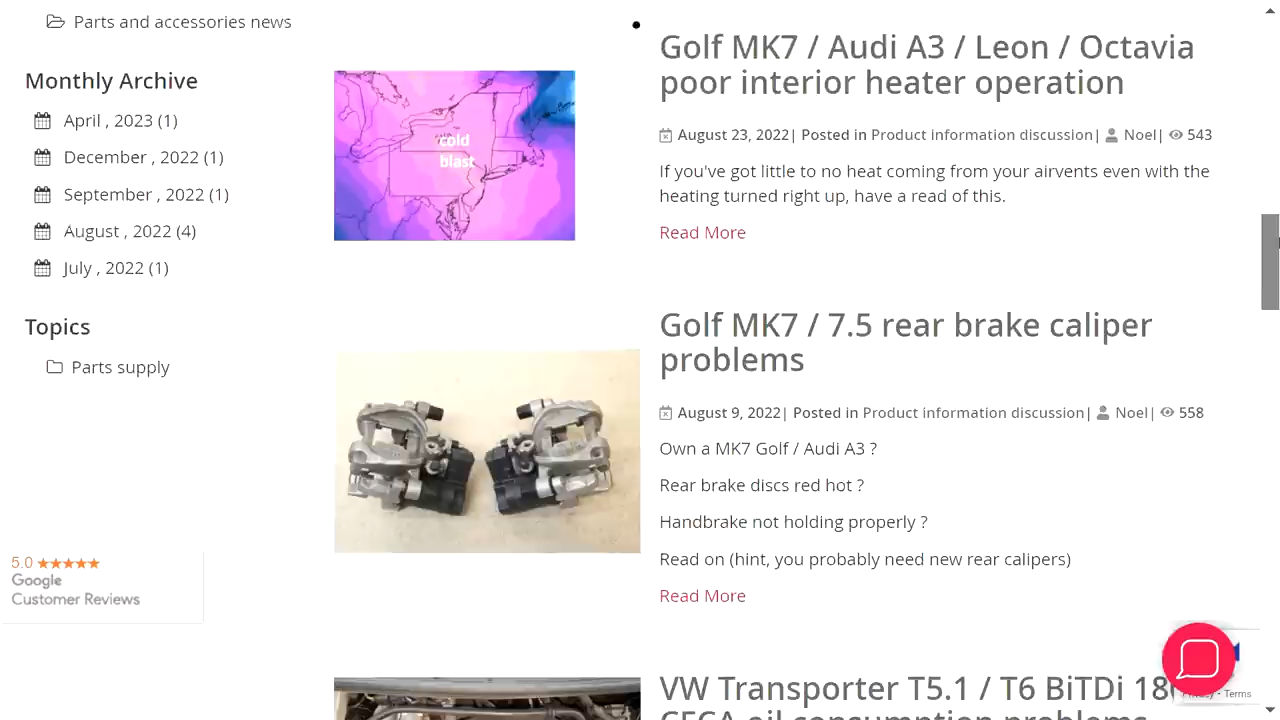 Parts and accessories news
Monthly Archive
April , 2023 (1)
December , 2022 (1)
September , 2022 (1)
August , 2022 (4)
July , 2022 (1)
Topics
Parts supply
5.0 ★★★★★
Google
Customer Reviews
cold
blast
Golf MK7 / Audi A3 / Leon / Octavia
poor interior heater operation
August 23, 2022| Posted in Product information discussion| Noel| 543
If you've got little to no heat coming from your airvents even with the
heating turned right up, have a read of this.
Read More
Golf MK7 / 7.5 rear brake caliper
problems
August 9, 2022| Posted in Product information discussion| Noel| 558
Own a MK7 Golf / Audi A3 ?
Rear brake discs red hot ?
Handbrake not holding properly ?
Read on (hint, you probably need new rear calipers)
Read More
VW Transporter T5.1 / T6 BiTDi
CFCA oil consumption problems
Privacy - Terms